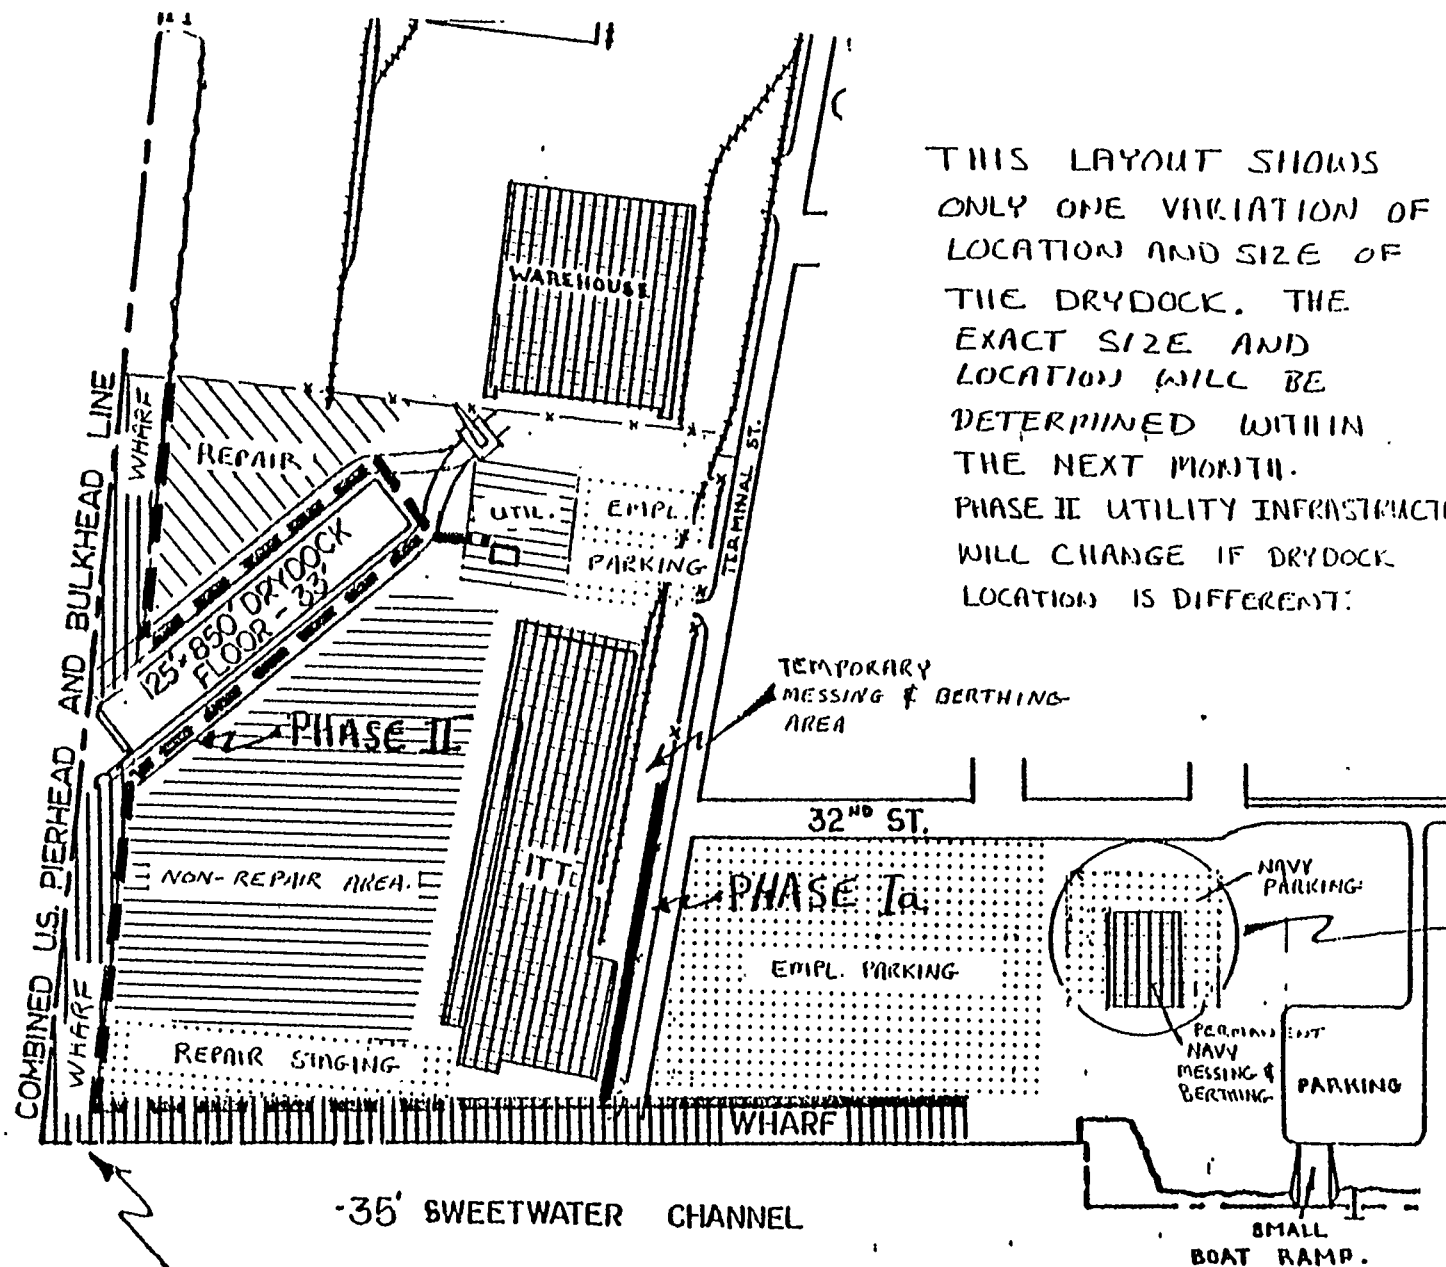 THIS LAYOUT SHOWS
ONLY ONE VARIATION OF
LOCATION AND SIZE OF
THE DRYDOCK. THE
EXACT SIZE AND
LOCATION WILL BE
DETERMINED WITHIN
THE NEXT MONTH.
PHASE II UTILITY INFRASTRUCT
WILL CHANGE IF DRYDOCK
LOCATION IS DIFFERENT.
WAREHOUSE
COMBINED U.S. PIERHEAD AND BULKHEAD LINE
WHARF
REPAIR
UTIL.
EMPL.
PARKING
TERMINAL ST.
125' × 850' DRYDOCK
FLOOR - 33'
PHASE II
TEMPORARY
MESSING & BERTHING
AREA
32ND ST.
NON-REPAIR AREA.
PHASE Ia.
NAVY
PARKING
EMPL. PARKING
WHARF
REPAIR STAGING
PERMANENT
NAVY
MESSING &
BERTHING
PARKING
WHARF
-35' SWEETWATER CHANNEL
SMALL
BOAT RAMP.